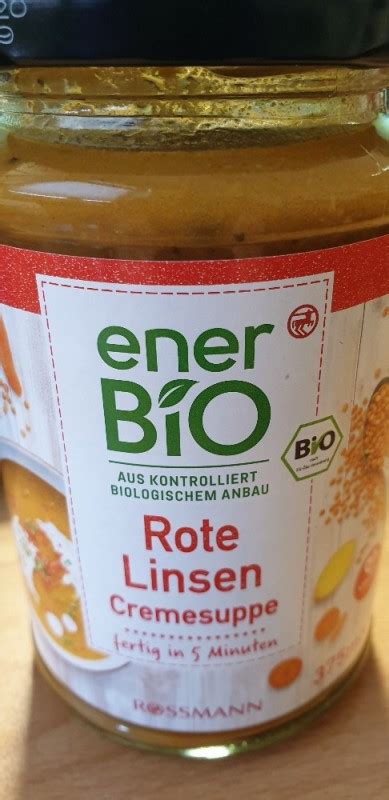 ener
BiO
AUS KONTROLLIERT
BIOLOGISCHEM ANBAU
BiO
Rote
Linsen
Cremesuppe
fertig in 5 Minuten
ROSSMANN